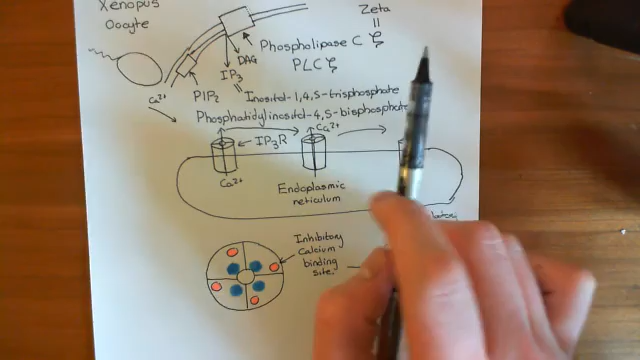 Xenopus
Oocyte
Zeta
=
ζ
Phospholipase C
PLC ζ
DAG
IP3
=
Inositol-1,4,5-trisphosphate
PIP2
Phosphatidylinositol-4,5-bisphosphate
Ca2+
Ca2+
IP3R
Ca2+
Endoplasmic
reticulum
Inhibitory
Calcium
binding
site.